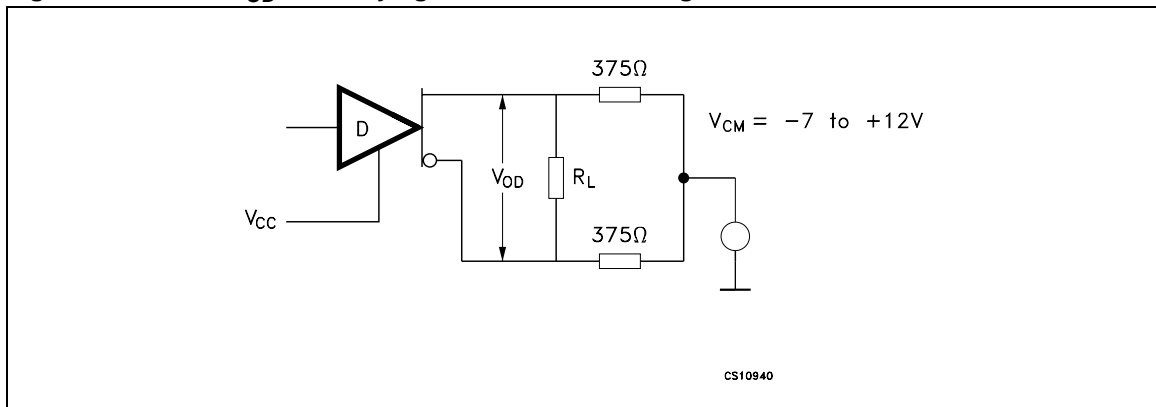 375Ω
D
V_CM = -7 to +12V
V_OD
R_L
V_CC
375Ω
CS10940